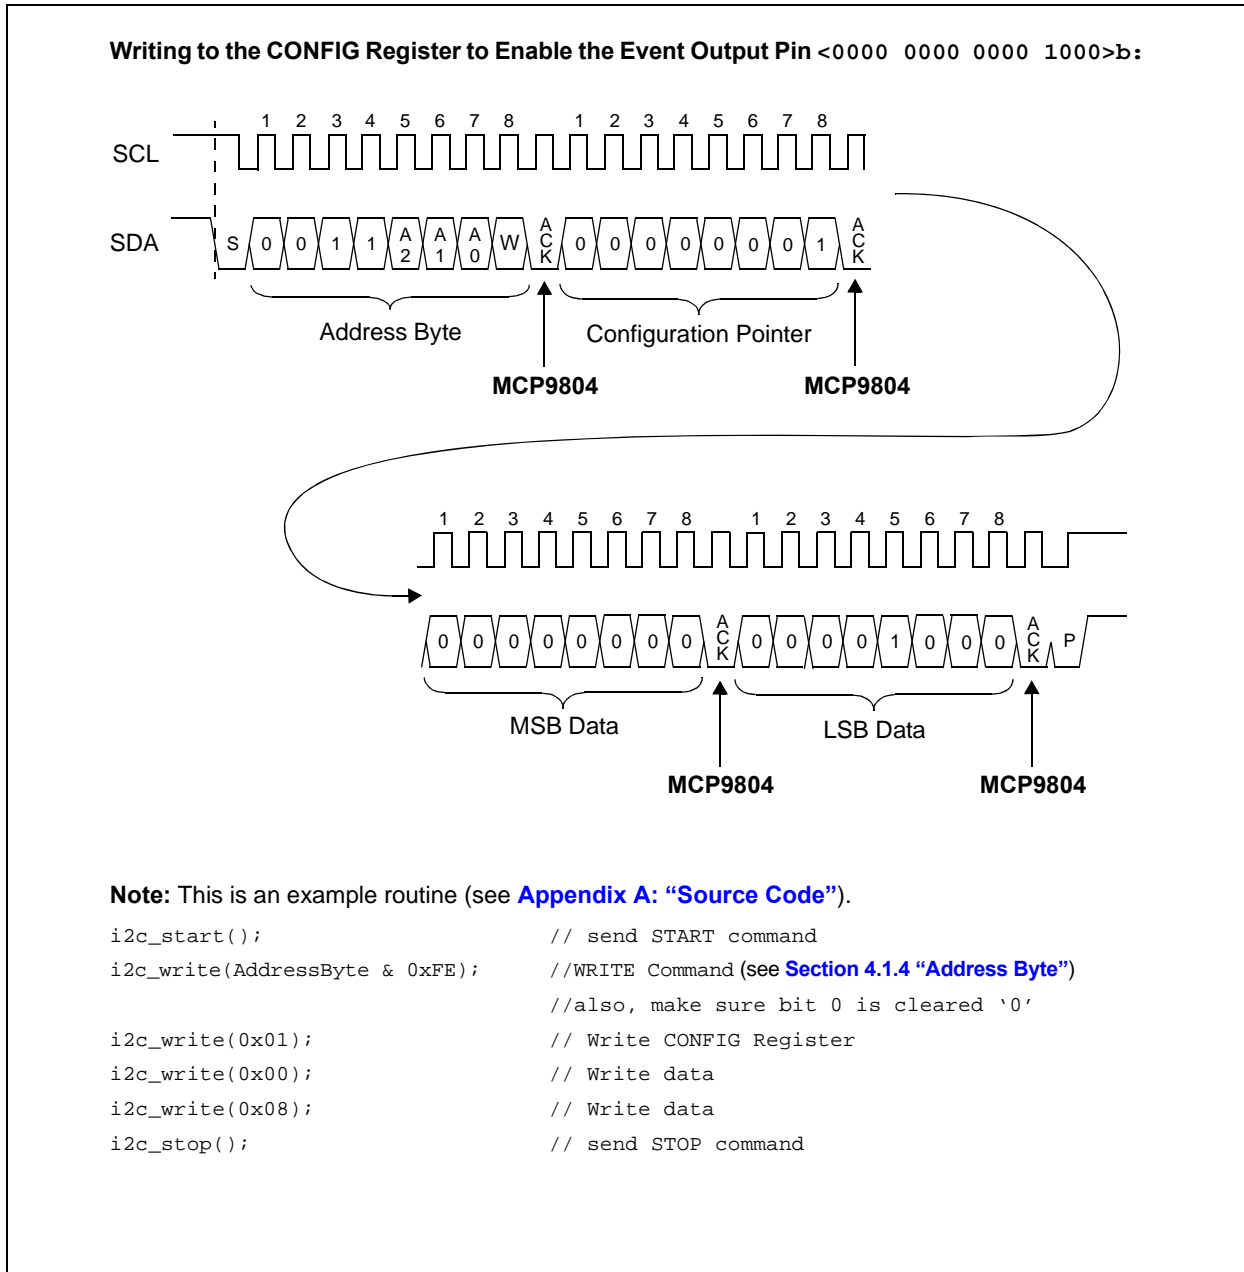 Writing to the CONFIG Register to Enable the Event Output Pin <0000 0000 0000 1000>b:
1 2 3 4 5 6 7 8 1 2 3 4 5 6 7 8
SCL
SDA S 0 0 1 1 A2 A1 A0 W ACK 0 0 0 0 0 0 0 1 ACK
Address Byte Configuration Pointer
MCP9804 MCP9804
1 2 3 4 5 6 7 8 1 2 3 4 5 6 7 8
0 0 0 0 0 0 0 0 ACK 0 0 0 0 1 0 0 0 ACK P
MSB Data LSB Data
MCP9804 MCP9804
Note: This is an example routine (see Appendix A: “Source Code”).
i2c_start(); // send START command
i2c_write(AddressByte & 0xFE); //WRITE Command (see Section 4.1.4 “Address Byte”)
//also, make sure bit 0 is cleared ‘0’
i2c_write(0x01); // Write CONFIG Register
i2c_write(0x00); // Write data
i2c_write(0x08); // Write data
i2c_stop(); // send STOP command